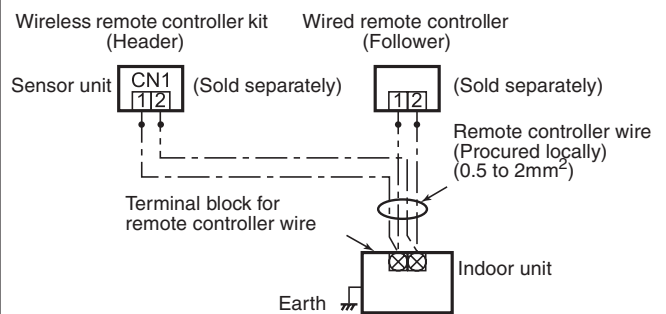 Wireless remote controller kit
(Header)
Wired remote controller
(Follower)
Sensor unit
CN1
1 2
(Sold separately)
1 2
(Sold separately)
Remote controller wire
(Procured locally)
(0.5 to 2mm²)
Terminal block for
remote controller wire
Indoor unit
Earth